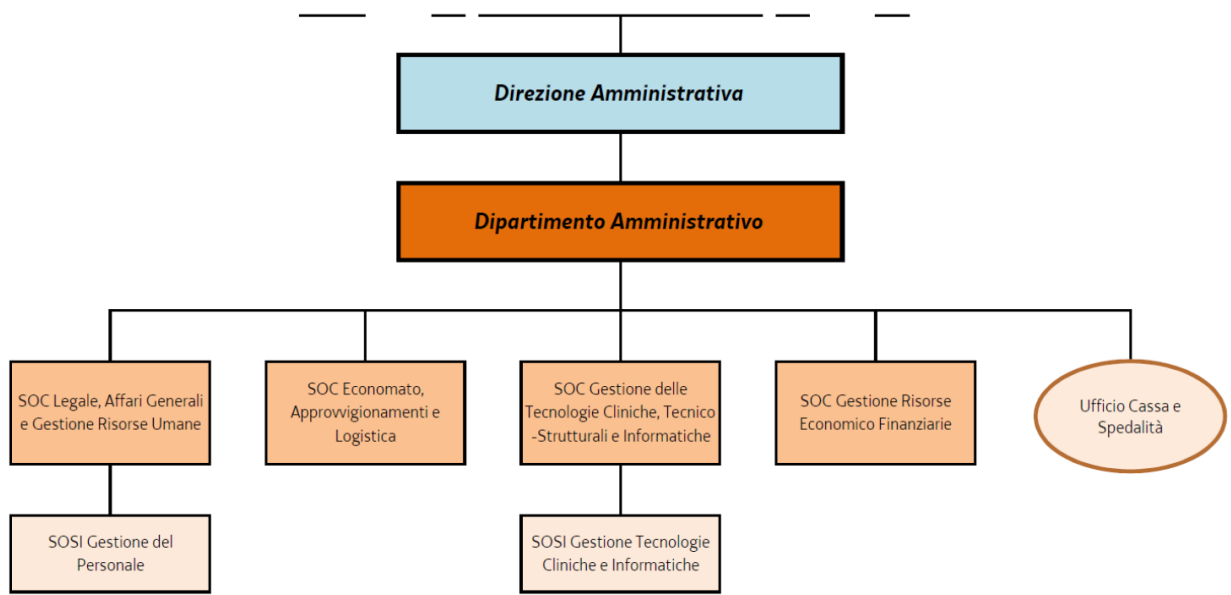 Direzione Amministrativa
Dipartimento Amministrativo
SOC Legale, Affari Generali
e Gestione Risorse Umane
SOC Economato,
Approvvigionamenti e
Logistica
SOC Gestione delle
Tecnologie Cliniche, Tecnico
-Strutturali e Informatiche
SOC Gestione Risorse
Economico Finanziarie
Ufficio Cassa e
Spedalità
SOSI Gestione del
Personale
SOSI Gestione Tecnologie
Cliniche e Informatiche